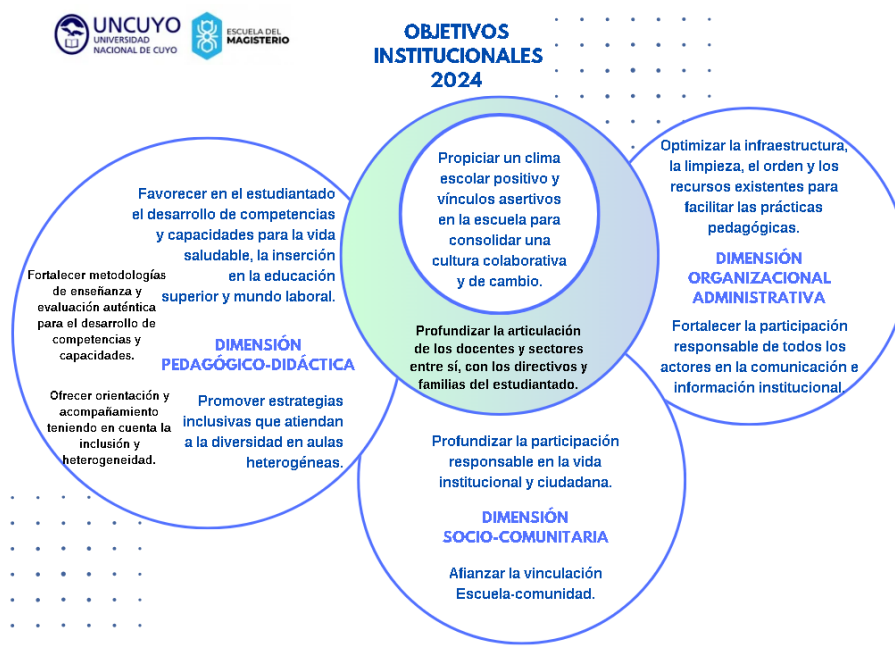 UNCUYO
UNIVERSIDAD
NACIONAL DE CUYO
ESCUELA DEL
MAGISTERIO
OBJETIVOS
INSTITUCIONALES
2024
Propiciar un clima
escolar positivo y
vínculos asertivos
en la escuela para
consolidar una
cultura colaborativa
y de cambio.
Profundizar la articulación
de los docentes y sectores
entre sí, con los directivos y
familias del estudiantado.
Favorecer en el estudiantado
el desarrollo de competencias
y capacidades para la vida
saludable, la inserción
en la educación
superior y mundo laboral.
Fortalecer metodologías
de enseñanza y
evaluación auténtica
para el desarrollo de
competencias y
capacidades.
DIMENSIÓN
PEDAGÓGICO-DIDÁCTICA
Ofrecer orientación y
acompañamiento
teniendo en cuenta la
inclusión y
heterogeneidad.
Promover estrategias
inclusivas que atiendan
a la diversidad en aulas
heterogéneas.
Optimizar la infraestructura,
la limpieza, el orden y los
recursos existentes para
facilitar las prácticas
pedagógicas.
DIMENSIÓN
ORGANIZACIONAL
ADMINISTRATIVA
Fortalecer la participación
responsable de todos los
actores en la comunicación e
información institucional.
Profundizar la participación
responsable en la vida
institucional y ciudadana.
DIMENSIÓN
SOCIO-COMUNITARIA
Afianzar la vinculación
Escuela-comunidad.